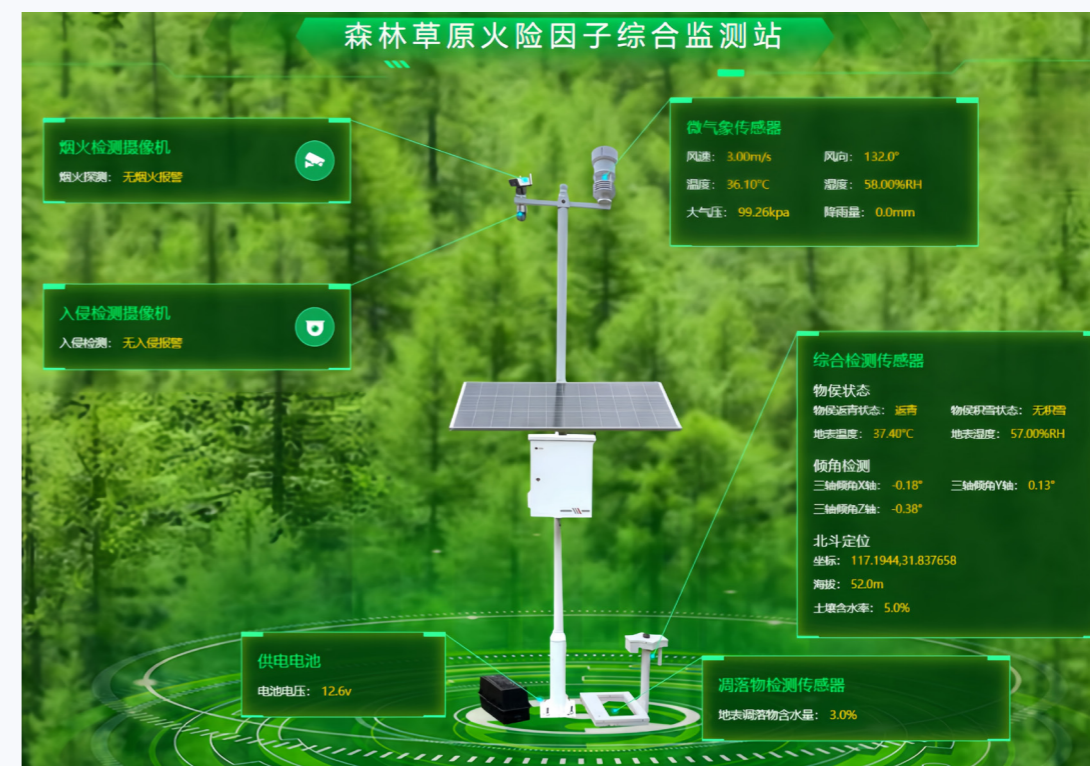 森林草原火险因子综合监测站
烟火检测摄像机
烟火探测： 无烟火报警
入侵检测摄像机
入侵检测： 无入侵报警
微气象传感器
风速： 3.00m/s 风向： 132.0°
温度： 36.10°C 湿度： 58.00%RH
大气压： 99.26kpa 降雨量： 0.0mm
综合检测传感器
物侯状态
物侯返青状态： 返青 物侯积雪状态： 无积雪
地表温度： 37.40°C 地表湿度： 57.00%RH
倾角检测
三轴倾角X轴： -0.18° 三轴倾角Y轴： 0.13°
三轴倾角Z轴： -0.38°
北斗定位
坐标： 117.1944,31.837658
海拔： 52.0m
土壤含水率： 5.0%
供电电池
电池电压： 12.6v
凋落物检测传感器
地表凋落物含水量： 3.0%